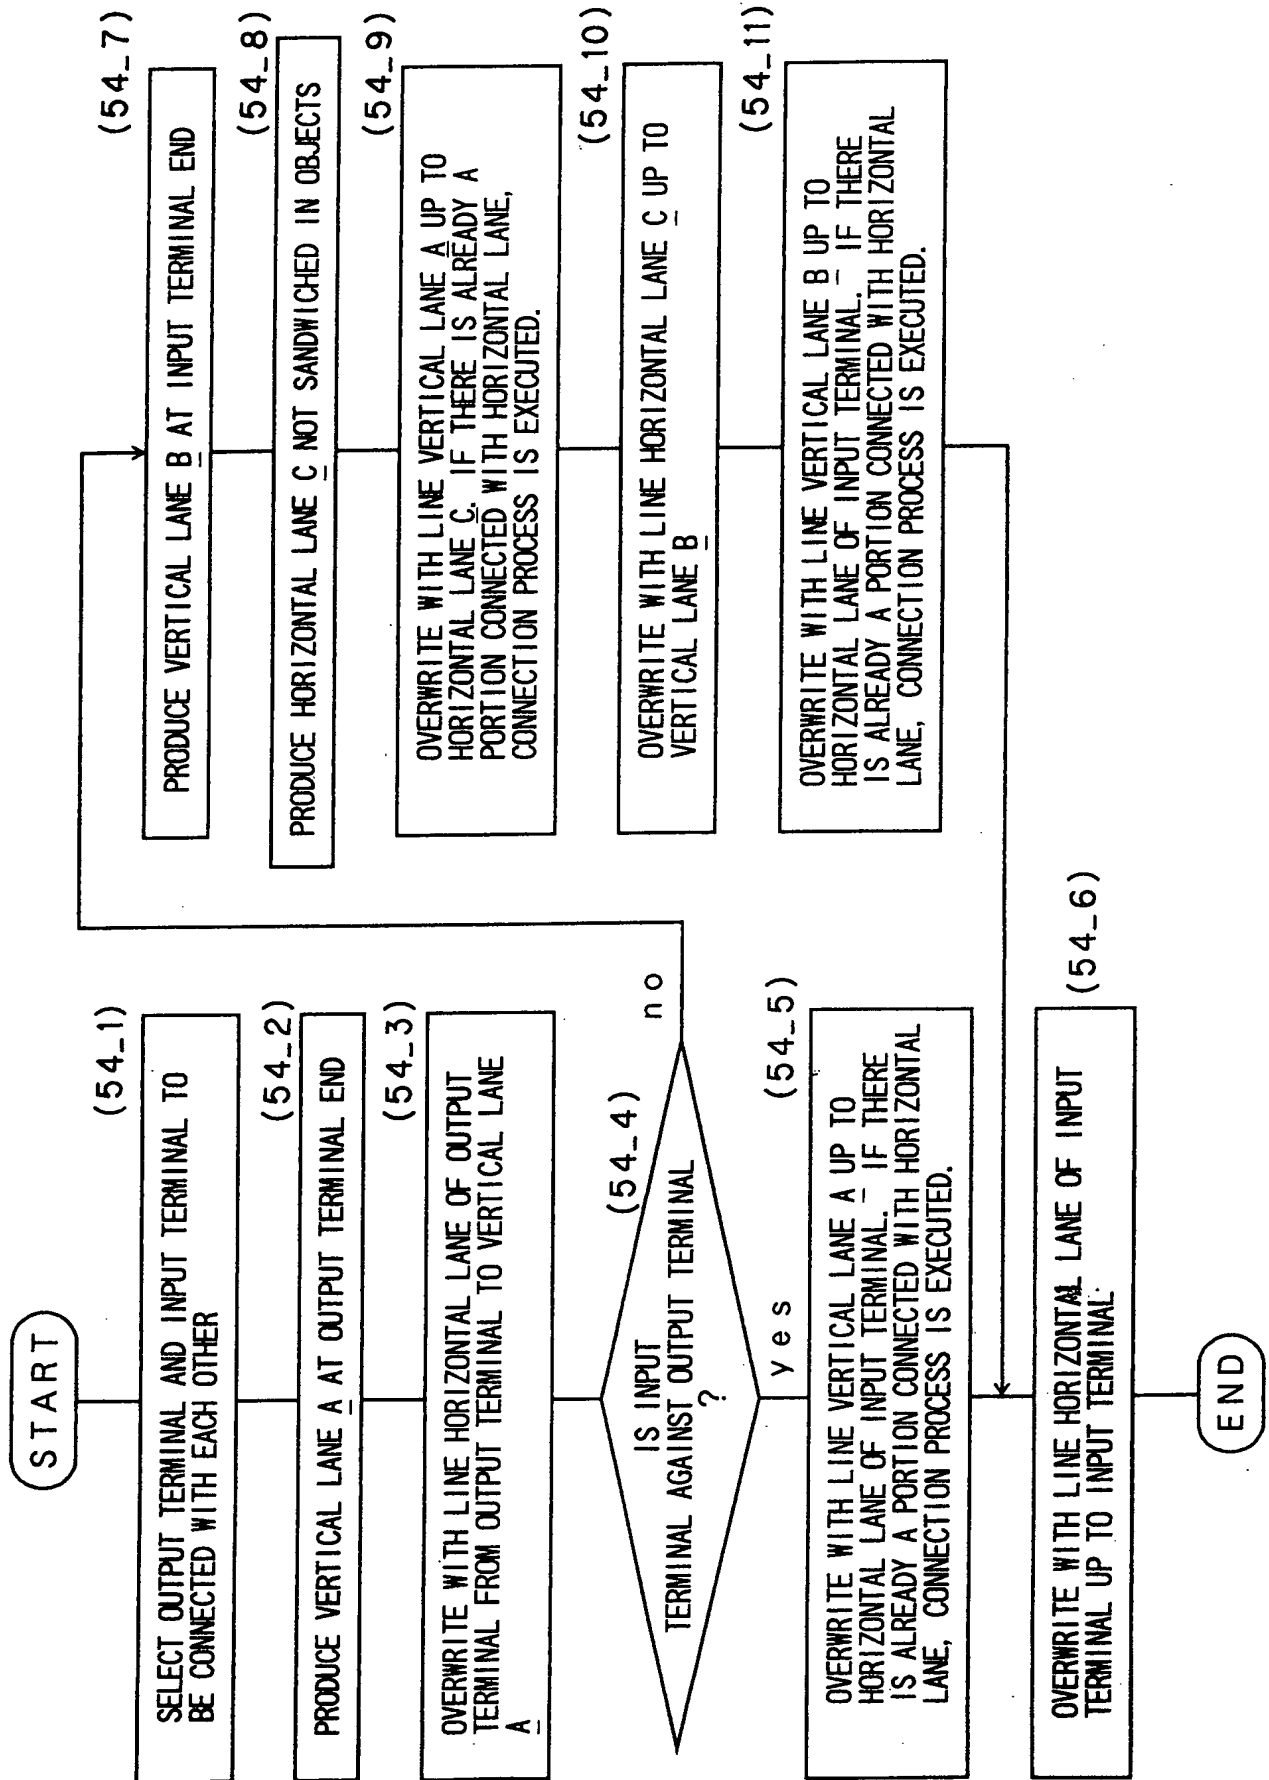 START
(54_1)
SELECT OUTPUT TERMINAL AND INPUT TERMINAL TO
BE CONNECTED WITH EACH OTHER
(54_2)
PRODUCE VERTICAL LANE A AT OUTPUT TERMINAL END
(54_3)
OVERWRITE WITH LINE HORIZONTAL LANE OF OUTPUT
TERMINAL FROM OUTPUT TERMINAL TO VERTICAL LANE
A
(54_4)
IS INPUT
TERMINAL AGAINST OUTPUT TERMINAL
?
no
yes
(54_5)
OVERWRITE WITH LINE VERTICAL LANE A UP TO
HORIZONTAL LANE OF INPUT TERMINAL. IF THERE
IS ALREADY A PORTION CONNECTED WITH HORIZONTAL
LANE, CONNECTION PROCESS IS EXECUTED.
(54_6)
OVERWRITE WITH LINE HORIZONTAL LANE OF INPUT
TERMINAL UP TO INPUT TERMINAL
END
(54_7)
PRODUCE VERTICAL LANE B AT INPUT TERMINAL END
(54_8)
PRODUCE HORIZONTAL LANE C NOT SANDWICHED IN OBJECTS
(54_9)
OVERWRITE WITH LINE VERTICAL LANE A UP TO
HORIZONTAL LANE C. IF THERE IS ALREADY A
PORTION CONNECTED WITH HORIZONTAL LANE,
CONNECTION PROCESS IS EXECUTED.
(54_10)
OVERWRITE WITH LINE HORIZONTAL LANE C UP TO
VERTICAL LANE B
(54_11)
OVERWRITE WITH LINE VERTICAL LANE B UP TO
HORIZONTAL LANE OF INPUT TERMINAL. IF THERE
IS ALREADY A PORTION CONNECTED WITH HORIZONTAL
LANE, CONNECTION PROCESS IS EXECUTED.